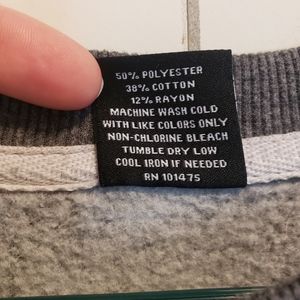 50% POLYESTER
38% COTTON
12% RAYON
MACHINE WASH COLD
WITH LIKE COLORS ONLY
NON-CHLORINE BLEACH
TUMBLE DRY LOW
COOL IRON IF NEEDED
RN 101475